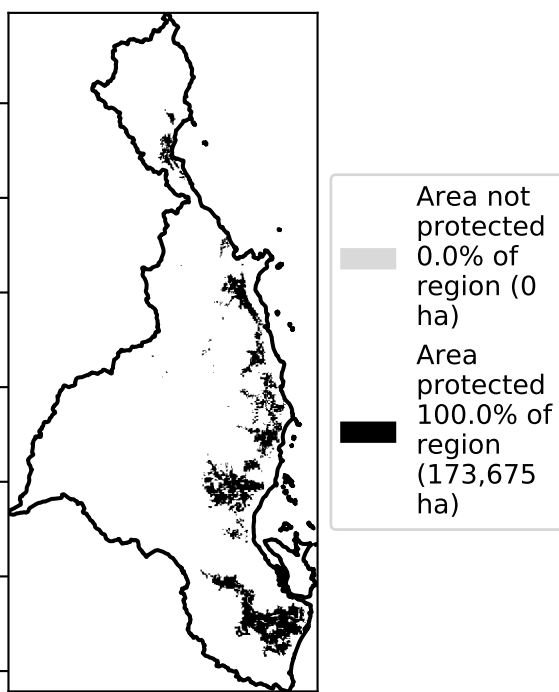 Area not
protected
0.0% of
region (0
ha)
Area
protected
100.0% of
region
(173,675
ha)